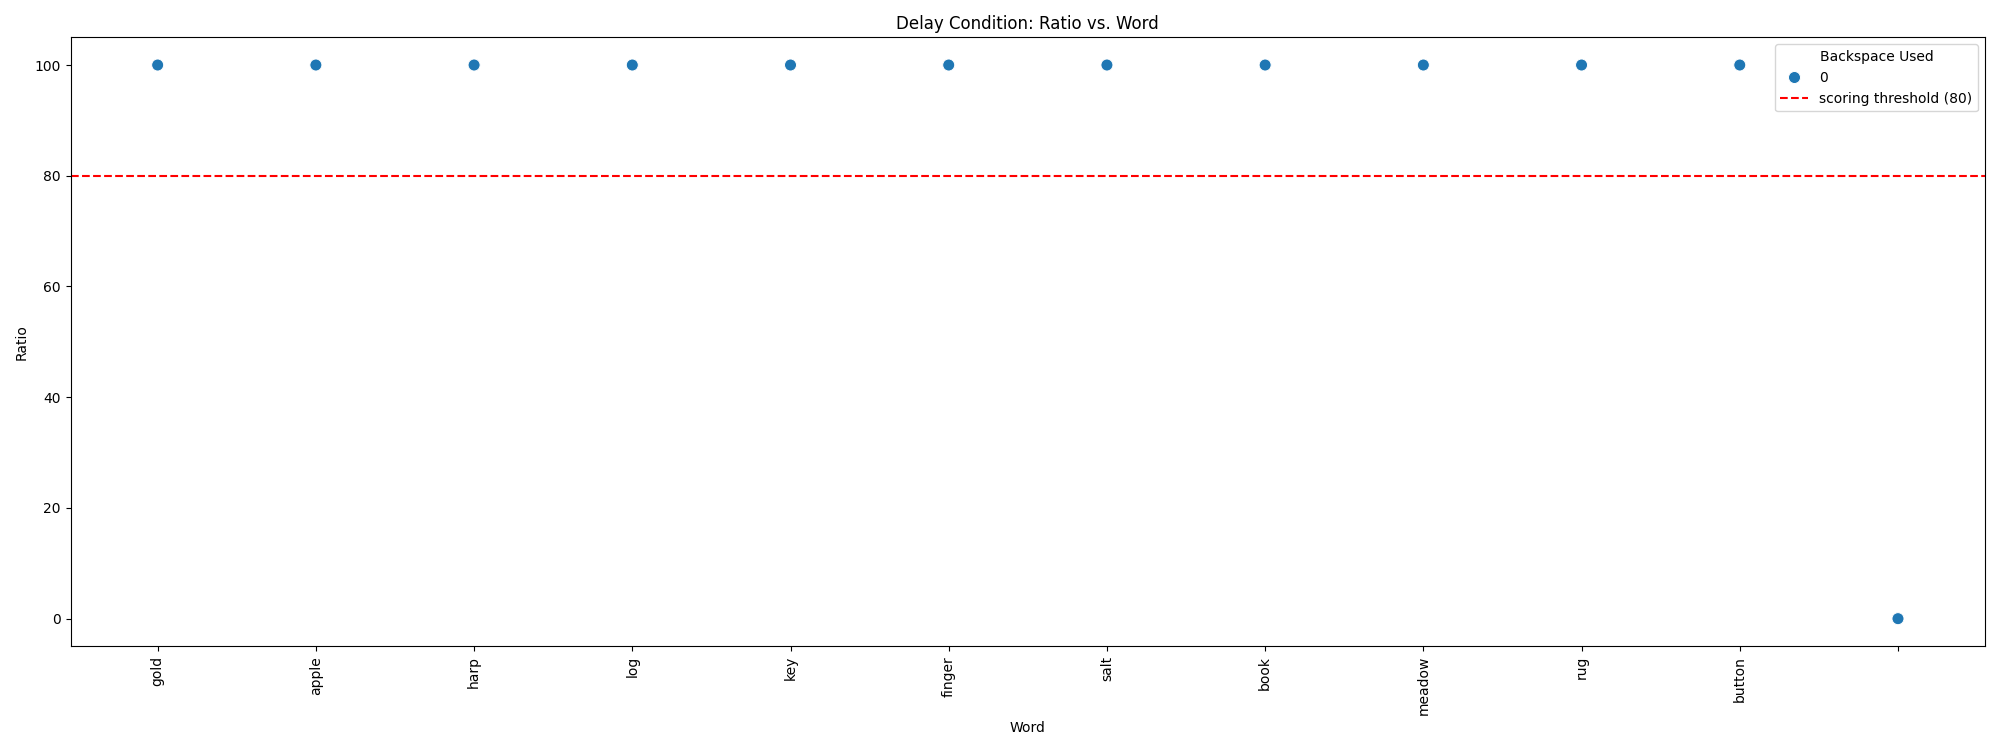 Delay Condition: Ratio vs. Word
Backspace Used
0
scoring threshold (80)
100
80
60
40
20
0
Ratio
gold
apple
harp
log
key
finger
salt
book
meadow
rug
button
Word